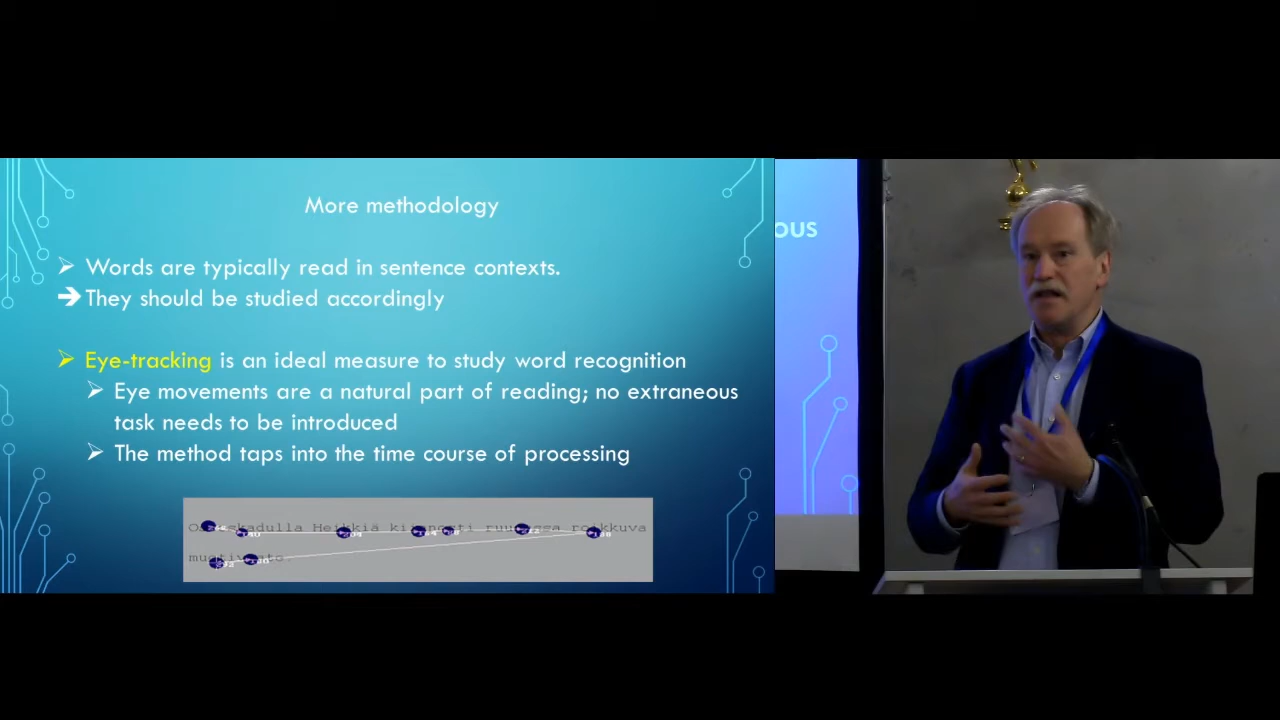 More methodology
Words are typically read in sentence contexts.
They should be studied accordingly
Eye-tracking is an ideal measure to study word recognition
Eye movements are a natural part of reading; no extraneous
task needs to be introduced
The method taps into the time course of processing
Heikkiä roikkuva
ous